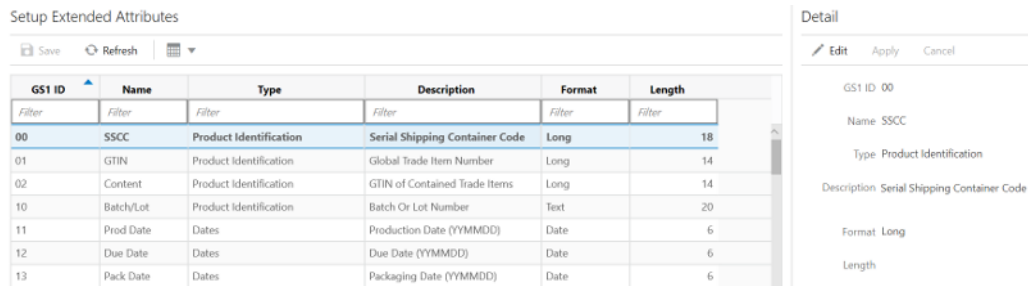 Setup Extended Attributes
Save Refresh
GS1 ID Name Type Description Format Length
Filter Filter Filter Filter Filter Filter
00 SSCC Product Identification Serial Shipping Container Code Long 18
01 GTIN Product Identification Global Trade Item Number Long 14
02 Content Product Identification GTIN of Contained Trade Items Long 14
10 Batch/Lot Product Identification Batch Or Lot Number Text 20
11 Prod Date Dates Production Date (YYMMDD) Date 6
12 Due Date Dates Due Date (YYMMDD) Date 6
13 Pack Date Dates Packaging Date (YYMMDD) Date 6
Detail
Edit Apply Cancel
GS1 ID 00
Name SSCC
Type Product Identification
Description Serial Shipping Container Code
Format Long
Length